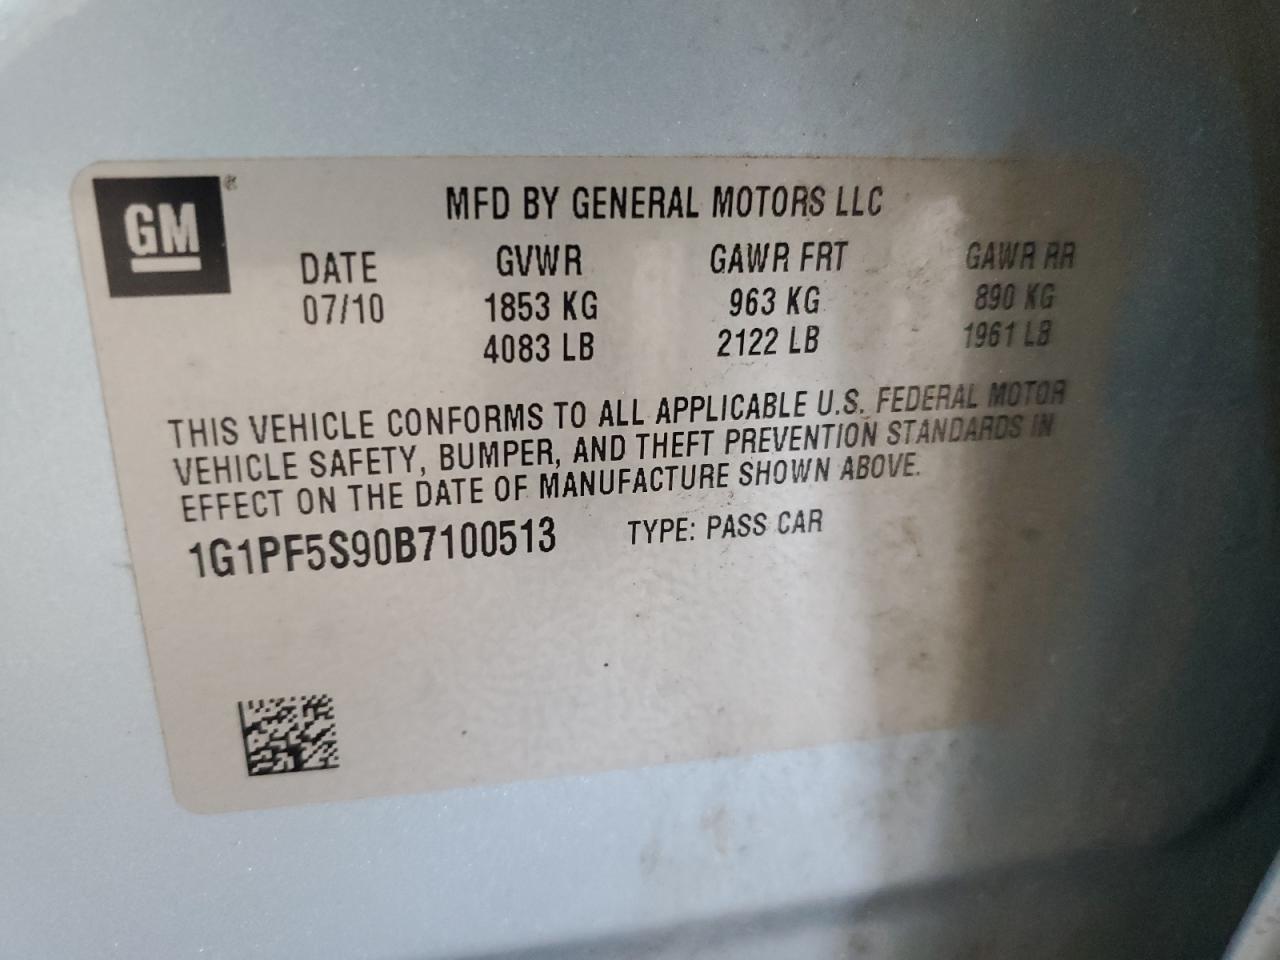 GM ®
MFD BY GENERAL MOTORS LLC
DATE GVWR GAWR FRT GAWR RR
07/10 1853 KG 963 KG 890 KG
4083 LB 2122 LB 1961 LB
THIS VEHICLE CONFORMS TO ALL APPLICABLE U.S. FEDERAL MOTOR
VEHICLE SAFETY, BUMPER, AND THEFT PREVENTION STANDARDS IN
EFFECT ON THE DATE OF MANUFACTURE SHOWN ABOVE.
1G1PF5S90B7100513 TYPE: PASS CAR